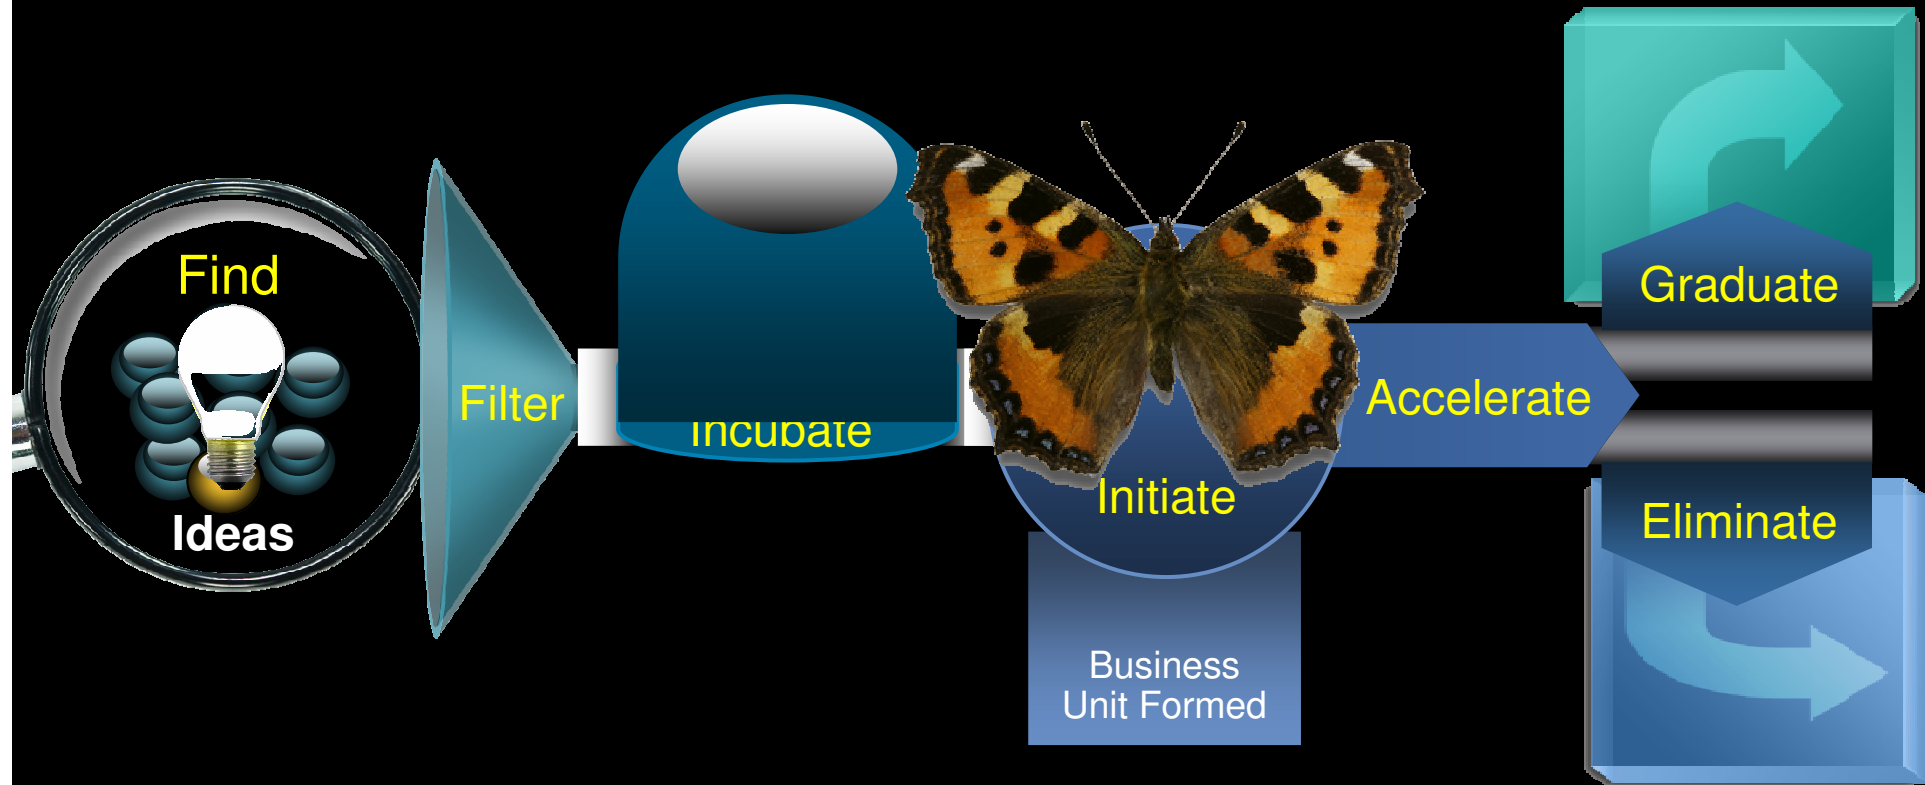 Find
Ideas
Filter
Incubate
Initiate
Business
Unit Formed
Accelerate
Graduate
Eliminate